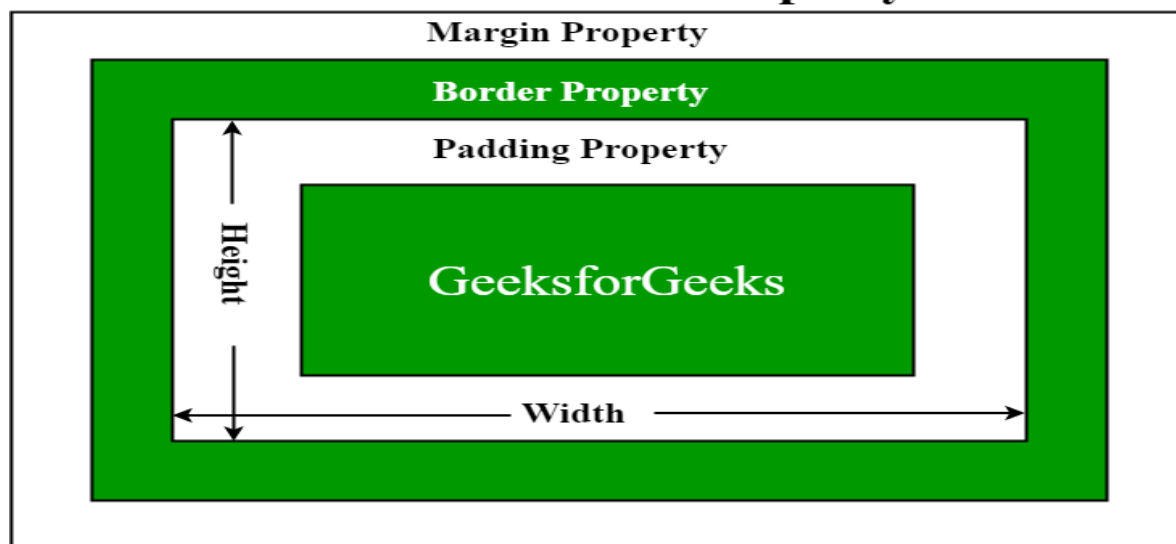 Margin Property
Border Property
Padding Property
Height
GeeksforGeeks
Width